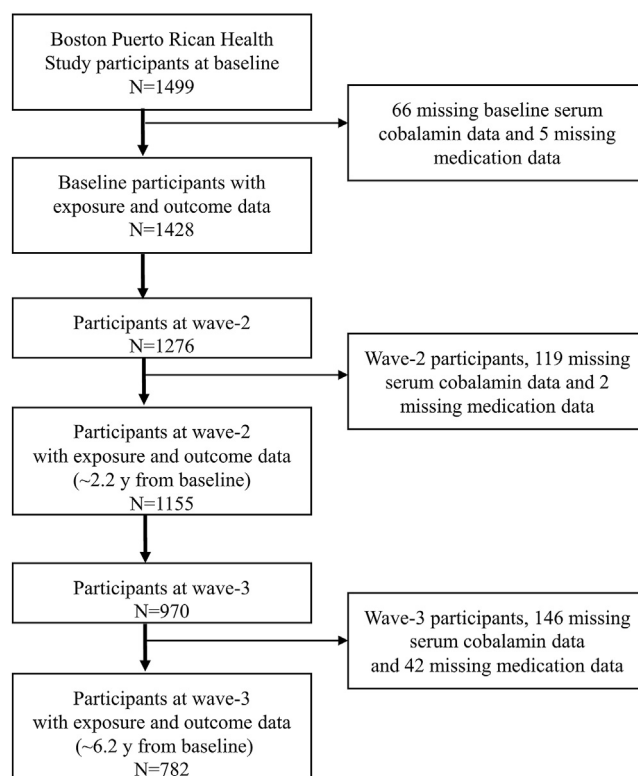 Boston Puerto Rican Health
Study participants at baseline
N=1499
66 missing baseline serum
cobalamin data and 5 missing
medication data
Baseline participants with
exposure and outcome data
N=1428
Participants at wave-2
N=1276
Wave-2 participants, 119 missing
serum cobalamin data and 2
missing medication data
Participants at wave-2
with exposure and outcome data
(~2.2 y from baseline)
N=1155
Participants at wave-3
N=970
Wave-3 participants, 146 missing
serum cobalamin data
and 42 missing medication data
Participants at wave-3
with exposure and outcome data
(~6.2 y from baseline)
N=782